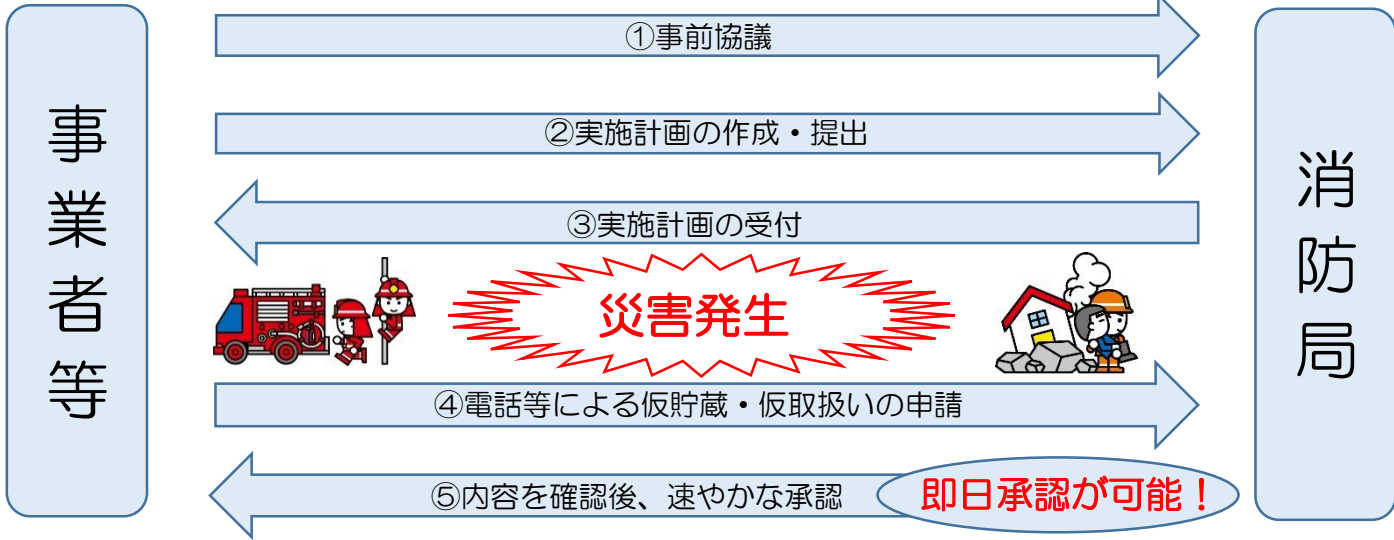 事業者等
①事前協議
②実施計画の作成・提出
③実施計画の受付
災害発生
④電話等による仮貯蔵・仮取扱いの申請
⑤内容を確認後、速やかな承認
即日承認が可能!
消防局